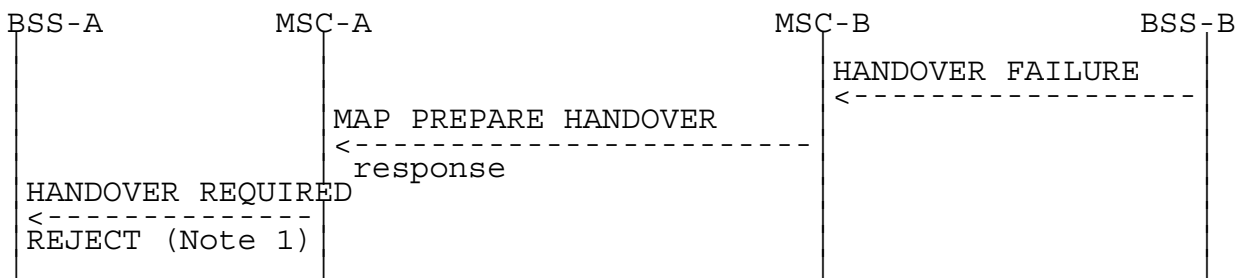 BSS-A MSC-A MSC-B BSS-B
HANDOVER FAILURE
MAP PREPARE HANDOVER
response
HANDOVER REQUIRED
REJECT (Note 1)